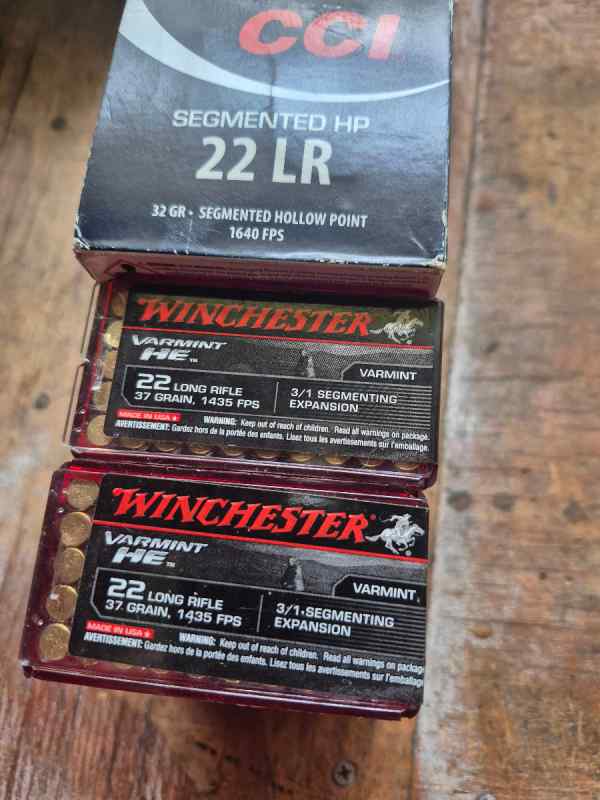 CCI
SEGMENTED HP
22 LR
32 GR • SEGMENTED HOLLOW POINT
1640 FPS
WINCHESTER
VARMINT
HE™
VARMINT
22 LONG RIFLE
37 GRAIN, 1435 FPS
3/1 SEGMENTING
EXPANSION
MADE IN USA ★
WARNING: Keep out of reach of children. Read all warnings on package.
AVERTISSEMENT: Gardez hors de la portée des enfants. Lisez tous les avertissements sur l'emballage.
WINCHESTER®
VARMINT
HE™
VARMINT
22 LONG RIFLE
37 GRAIN, 1435 FPS
3/1 SEGMENTING
EXPANSION
MADE IN USA ★
WARNING: Keep out of reach of children. Read all warnings on package
AVERTISSEMENT: Gardez hors de la portée des enfants. Lisez tous les avertissements sur l'emballage